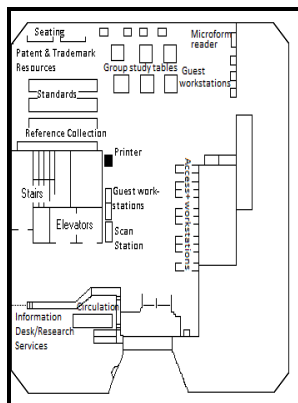 Seating
Microform
reader
Patent & Trademark
Resources
Group study tables
Guest
workstations
Standards
Reference Collection
Printer
Access+workstations
Stairs
Guest work-
stations
Elevators
Scan
Station
Circulation
Information
Desk/Research
Services